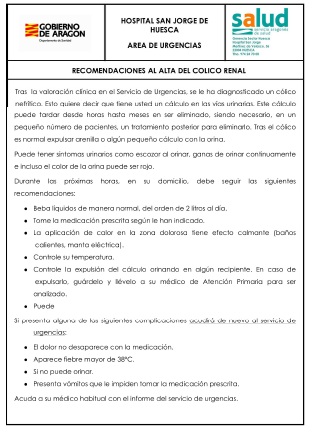 GOBIERNO
DE ARAGON
Departamento de Sanidad
HOSPITAL SAN JORGE DE
HUESCA
AREA DE URGENCIAS
salud
servicio aragonés
de salud
RECOMENDACIONES AL ALTA DEL COLICO RENAL
Tras la valoración clínica en el Servicio de Urgencias, se le ha diagnosticado un cólico
nefrítico. Esto quiere decir que tiene usted un cálculo en las vías urinarias. Este cálculo
puede tardar desde horas hasta meses en ser eliminado, siendo necesario, en un
pequeño número de pacientes, un tratamiento posterior para eliminarlo. Tras el cólico
es normal expulsar arenilla o algún pequeño cálculo con la orina.
Puede tener síntomas urinarios como escozor al orinar, ganas de orinar continuamente
e incluso el color de la orina puede ser rojo.
Durante las próximas horas, en su domicilio, debe seguir las siguientes
recomendaciones:
• Beba líquidos de manera normal, del orden de 2 litros al día.
• Tome la medicación prescrita según le han indicado.
• La aplicación de calor en la zona dolorosa tiene efecto calmante (baños
calientes, manta eléctrica).
• Controle su temperatura.
• Controle la expulsión del cálculo orinando en algún recipiente. En caso de
expulsarlo, guárdelo y llévelo a su médico de Atención Primaria para ser
analizado.
• Puede
Si presenta alguna de las siguientes complicaciones acudirá de nuevo al servicio de
urgencias:
• El dolor no desaparece con la medicación.
• Aparece fiebre mayor de 38ºC.
• Si no puede orinar.
• Presenta vómitos que le impiden tomar la medicación prescrita.
Acuda a su médico habitual con el informe del servicio de urgencias.